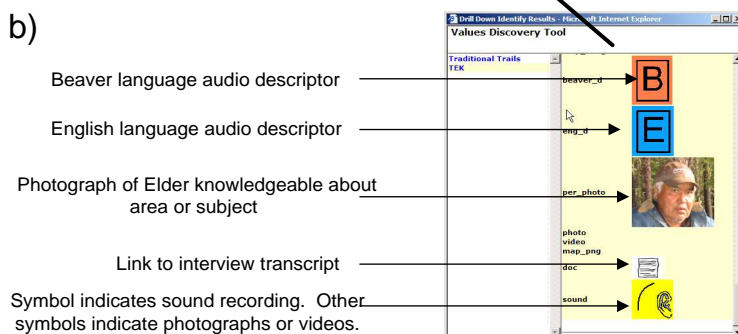 b)
Beaver language audio descriptor
English language audio descriptor
Photograph of Elder knowledgeable about
area or subject
Link to interview transcript
Symbol indicates sound recording. Other
symbols indicate photographs or videos.
Drill Down Identify Results - Microsoft Internet Explorer
Values Discovery Tool
Traditional Trails
TEK
beaver_d
B
eng_d
E
per_photo
photo
video
map_png
doc
sound